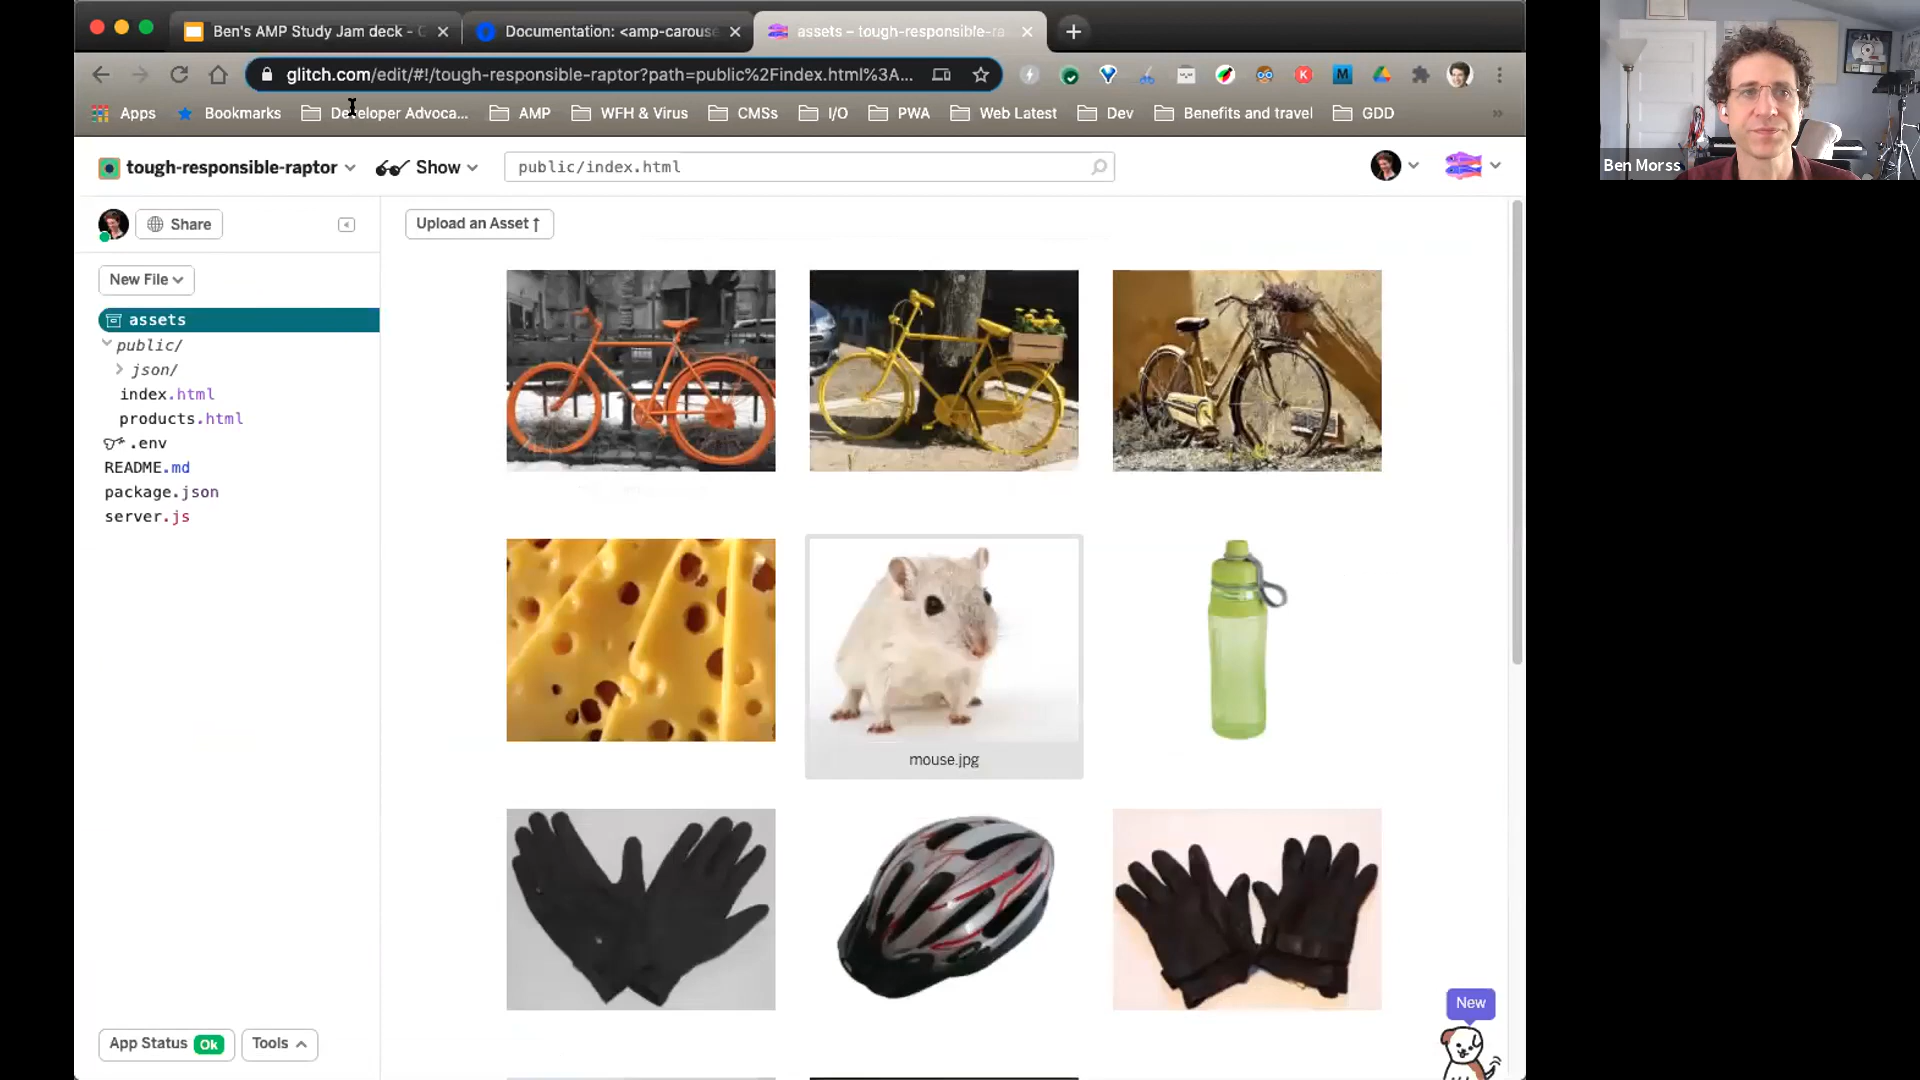 Ben's AMP Study Jam deck - G
Documentation: <amp-carous
assets – tough-responsible-ra
glitch.com/edit/#!/tough-responsible-raptor?path=public%2Findex.html%3A...
Apps
Bookmarks
Developer Advoca...
AMP
WFH & Virus
CMSs
I/O
PWA
Web Latest
Dev
Benefits and travel
GDD
»
tough-responsible-raptor
Show
public/index.html
Share
Upload an Asset ↑
New File
assets
public/
json/
index.html
products.html
.env
README.md
package.json
server.js
mouse.jpg
New
App Status Ok
Tools
Ben Morss